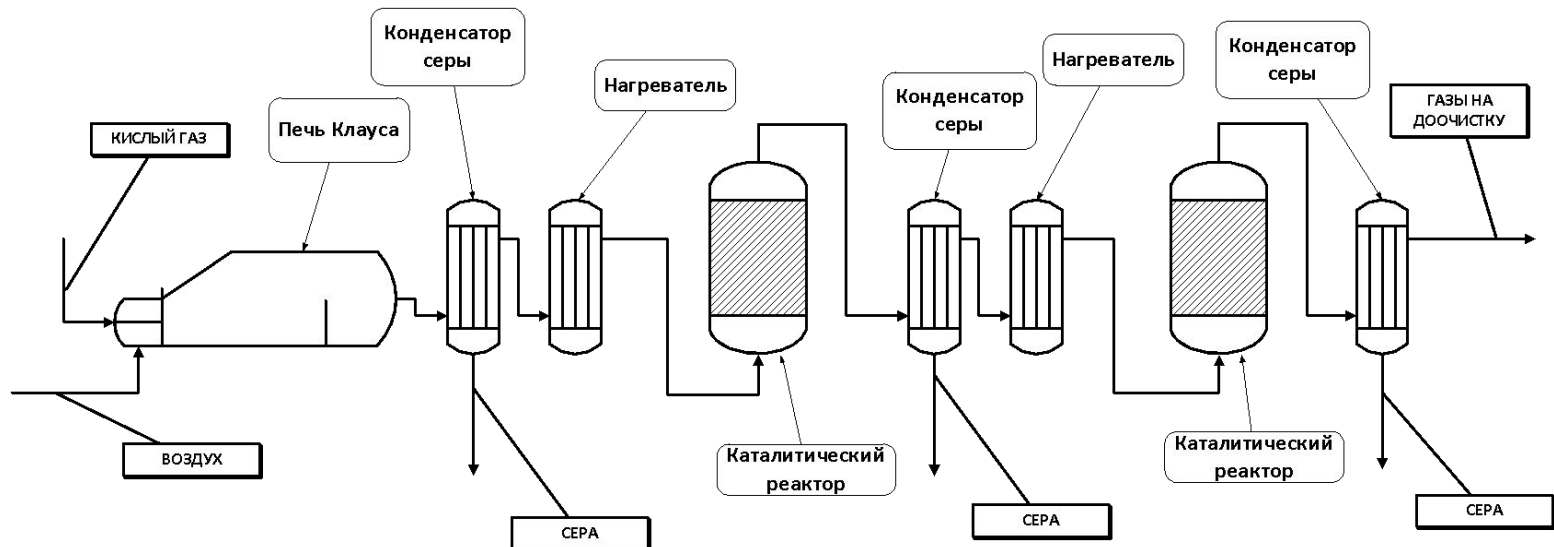 Конденсатор
серы
Нагреватель
Печь Клауса
КИСЛЫЙ ГАЗ
Конденсатор
серы
Нагреватель
Конденсатор
серы
ГАЗЫ НА
ДООЧИСТКУ
ВОЗДУХ
СЕРА
Каталитический
реактор
СЕРА
Каталитический
реактор
СЕРА